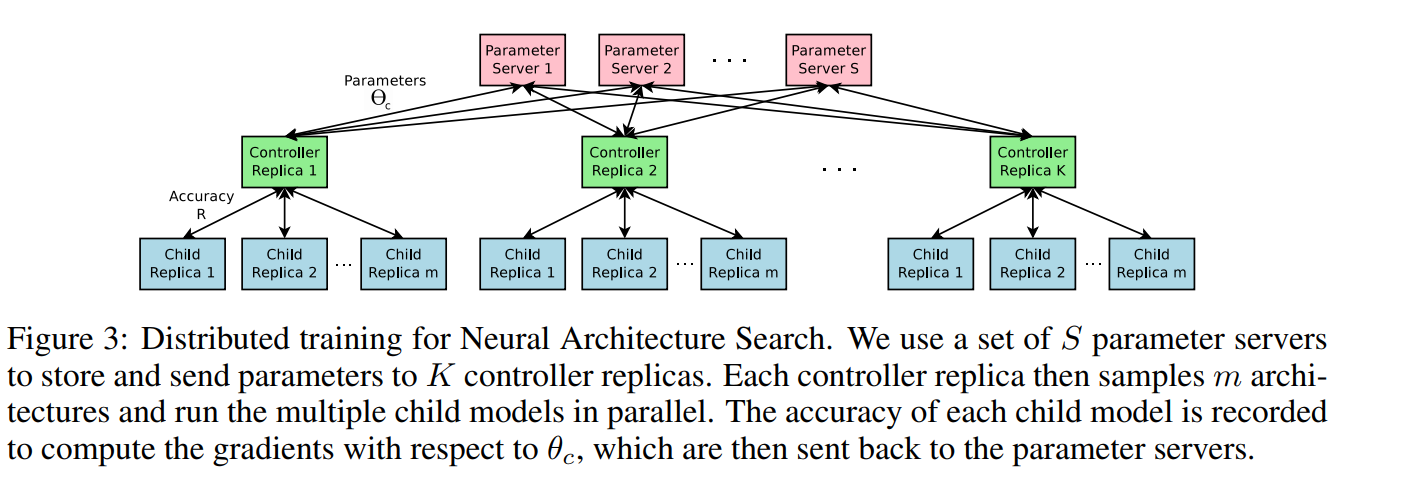 Parameter Server 1
Parameter Server 2
. . .
Parameter Server S
Parameters
Θc
Controller Replica 1
Controller Replica 2
. . .
Controller Replica K
Accuracy
R
Child Replica 1
Child Replica 2
...
Child Replica m
Child Replica 1
Child Replica 2
...
Child Replica m
Child Replica 1
Child Replica 2
...
Child Replica m
Figure 3: Distributed training for Neural Architecture Search. We use a set of S parameter servers
to store and send parameters to K controller replicas. Each controller replica then samples m archi-
tectures and run the multiple child models in parallel. The accuracy of each child model is recorded
to compute the gradients with respect to θc, which are then sent back to the parameter servers.